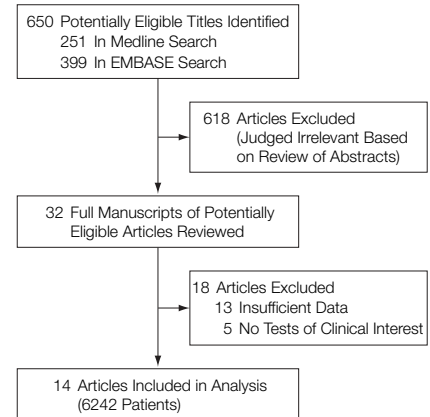 650 Potentially Eligible Titles Identified
251 In Medline Search
399 In EMBASE Search
618 Articles Excluded
(Judged Irrelevant Based
on Review of Abstracts)
32 Full Manuscripts of Potentially
Eligible Articles Reviewed
18 Articles Excluded
13 Insufficient Data
5 No Tests of Clinical Interest
14 Articles Included in Analysis
(6242 Patients)